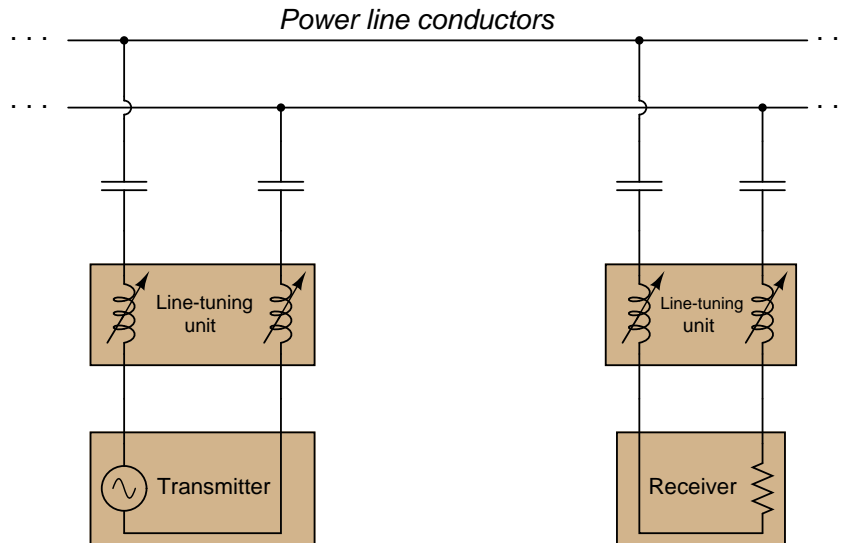 Power line conductors
. . .
. . .
. . .
. . .
Line-tuning
unit
Line-tuning
unit
Transmitter
Receiver